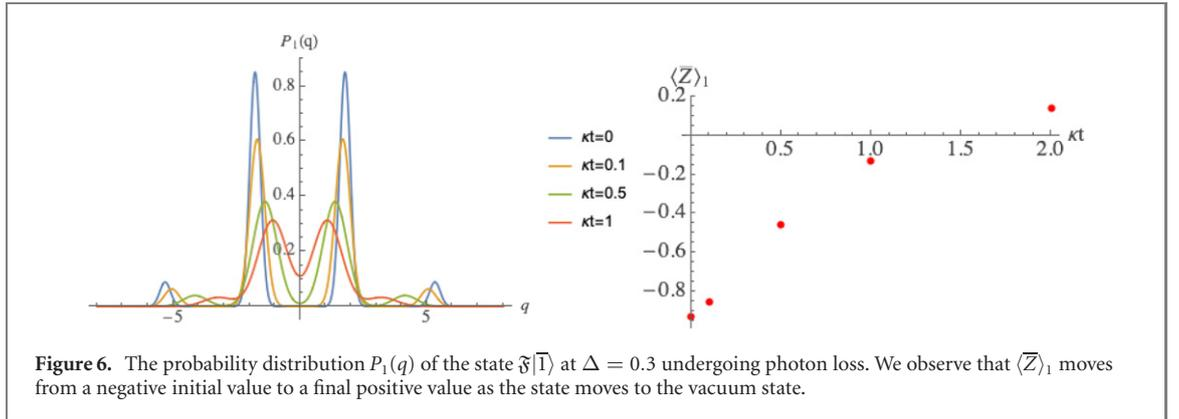 P₁(q)
0.8
0.6
0.4
0.2
−5
5
q
κt=0
κt=0.1
κt=0.5
κt=1
⟨Z̅⟩₁
0.2
κt
0.5
1.0
1.5
2.0
−0.2
−0.4
−0.6
−0.8
Figure 6. The probability distribution P₁(q) of the state 𝔉|1̅⟩ at Δ = 0.3 undergoing photon loss. We observe that ⟨Z̅⟩₁ moves
from a negative initial value to a final positive value as the state moves to the vacuum state.